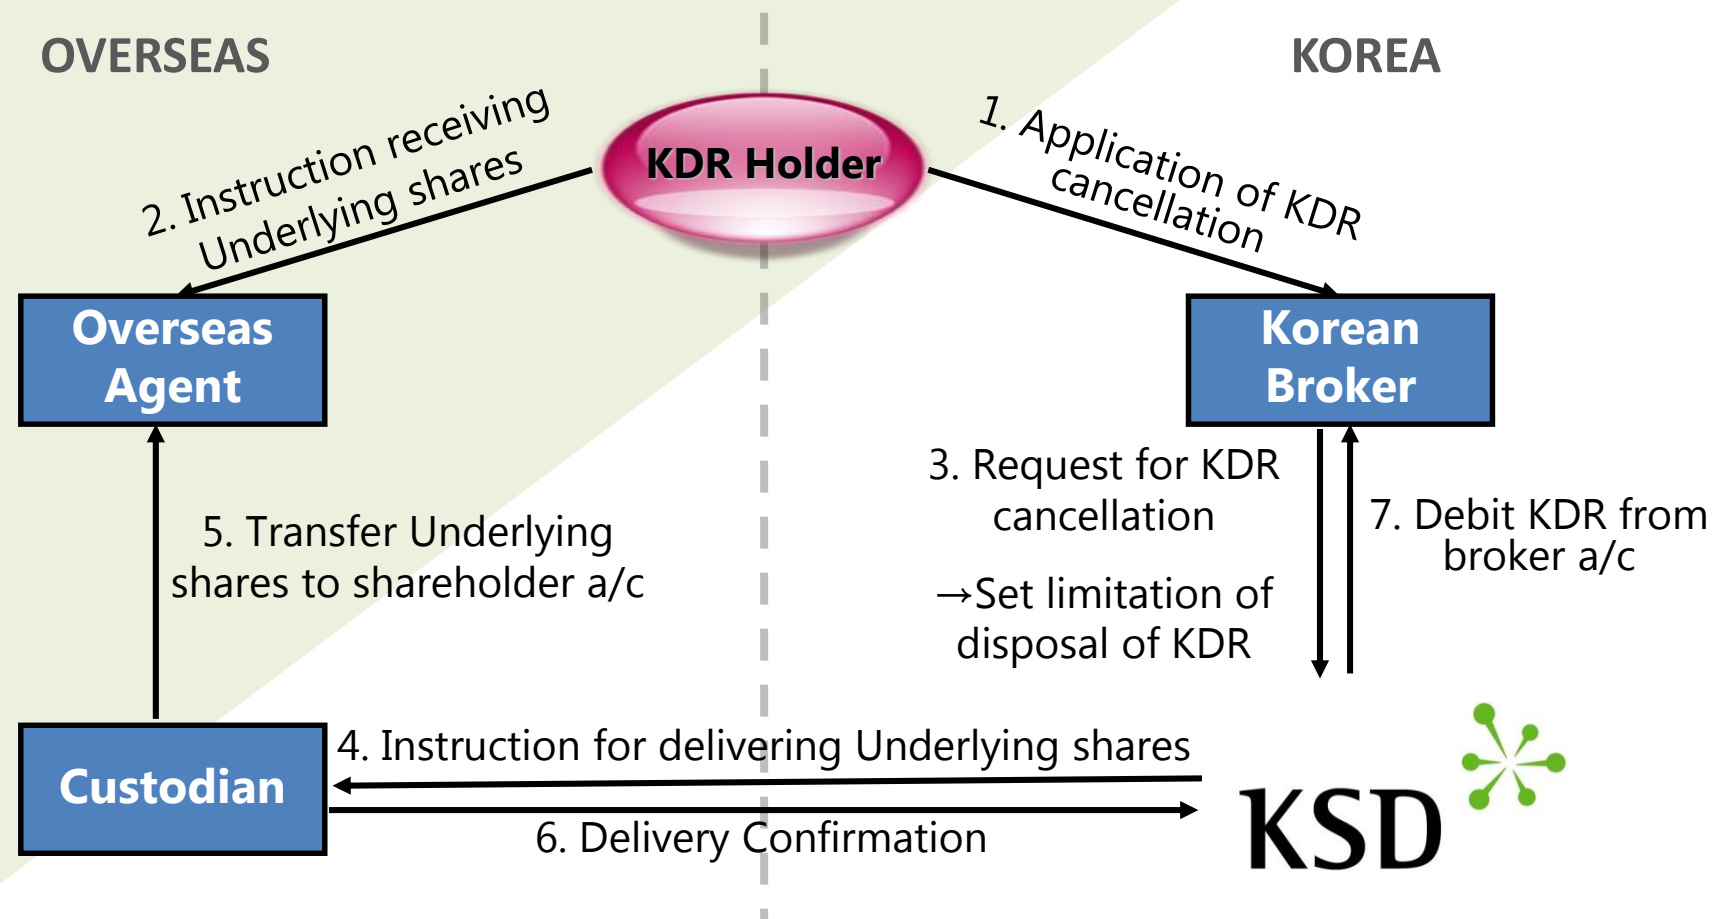 OVERSEAS
KOREA
KDR Holder
1. Application of KDR
cancellation
2. Instruction receiving
Underlying shares
Overseas
Agent
Korean
Broker
3. Request for KDR
cancellation
→Set limitation of
disposal of KDR
7. Debit KDR from
broker a/c
5. Transfer Underlying
shares to shareholder a/c
Custodian
4. Instruction for delivering Underlying shares
6. Delivery Confirmation
KSD